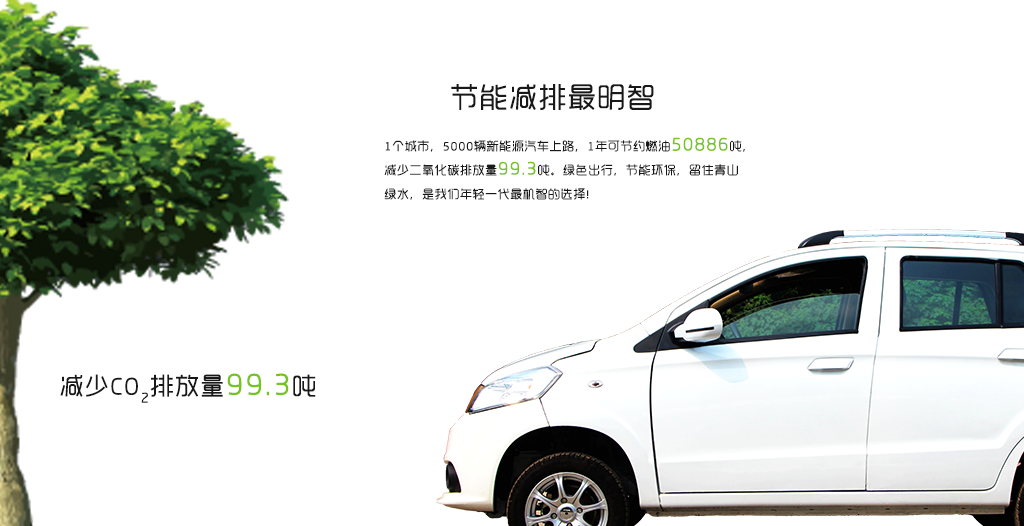 节能减排最明智
1个城市，5000辆新能源汽车上路，1年可节约燃油50886吨，
减少二氧化碳排放量99.3吨。绿色出行，节能环保，留住青山
绿水，是我们年轻一代最机智的选择!
减少CO₂排放量99.3吨